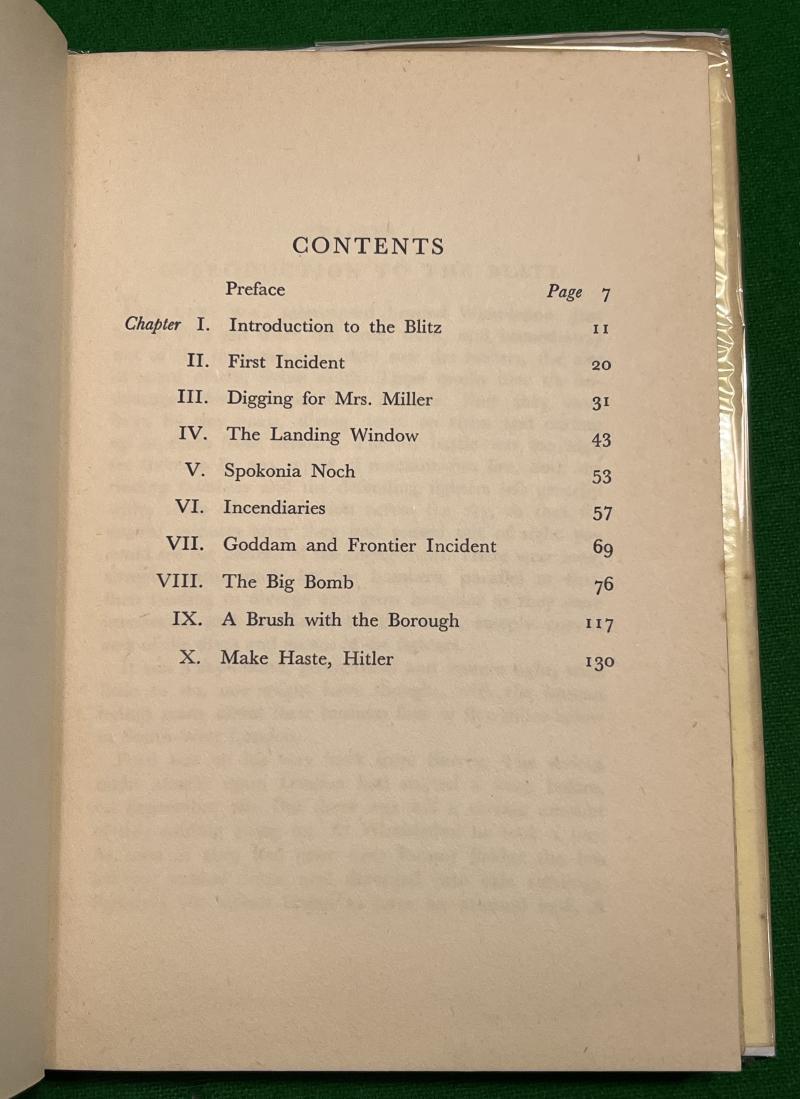 CONTENTS
Preface Page 7
Chapter I. Introduction to the Blitz 11
II. First Incident 20
III. Digging for Mrs. Miller 31
IV. The Landing Window 43
V. Spokonia Noch 53
VI. Incendiaries 57
VII. Goddam and Frontier Incident 69
VIII. The Big Bomb 76
IX. A Brush with the Borough 117
X. Make Haste, Hitler 130